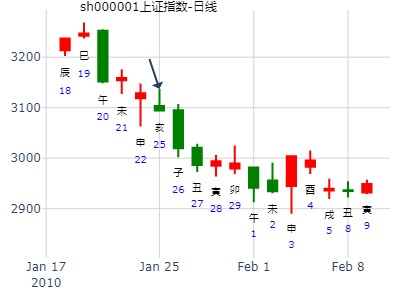 sh000001上证指数-日线
3200
3100
3000
2900
辰
18
巳
19
午
20
未
21
申
22
亥
25
子
26
丑
27
寅
28
卯
29
午
1
未
2
申
3
酉
4
戌
5
丑
8
寅
9
Jan 17
2010
Jan 25
Feb 1
Feb 8